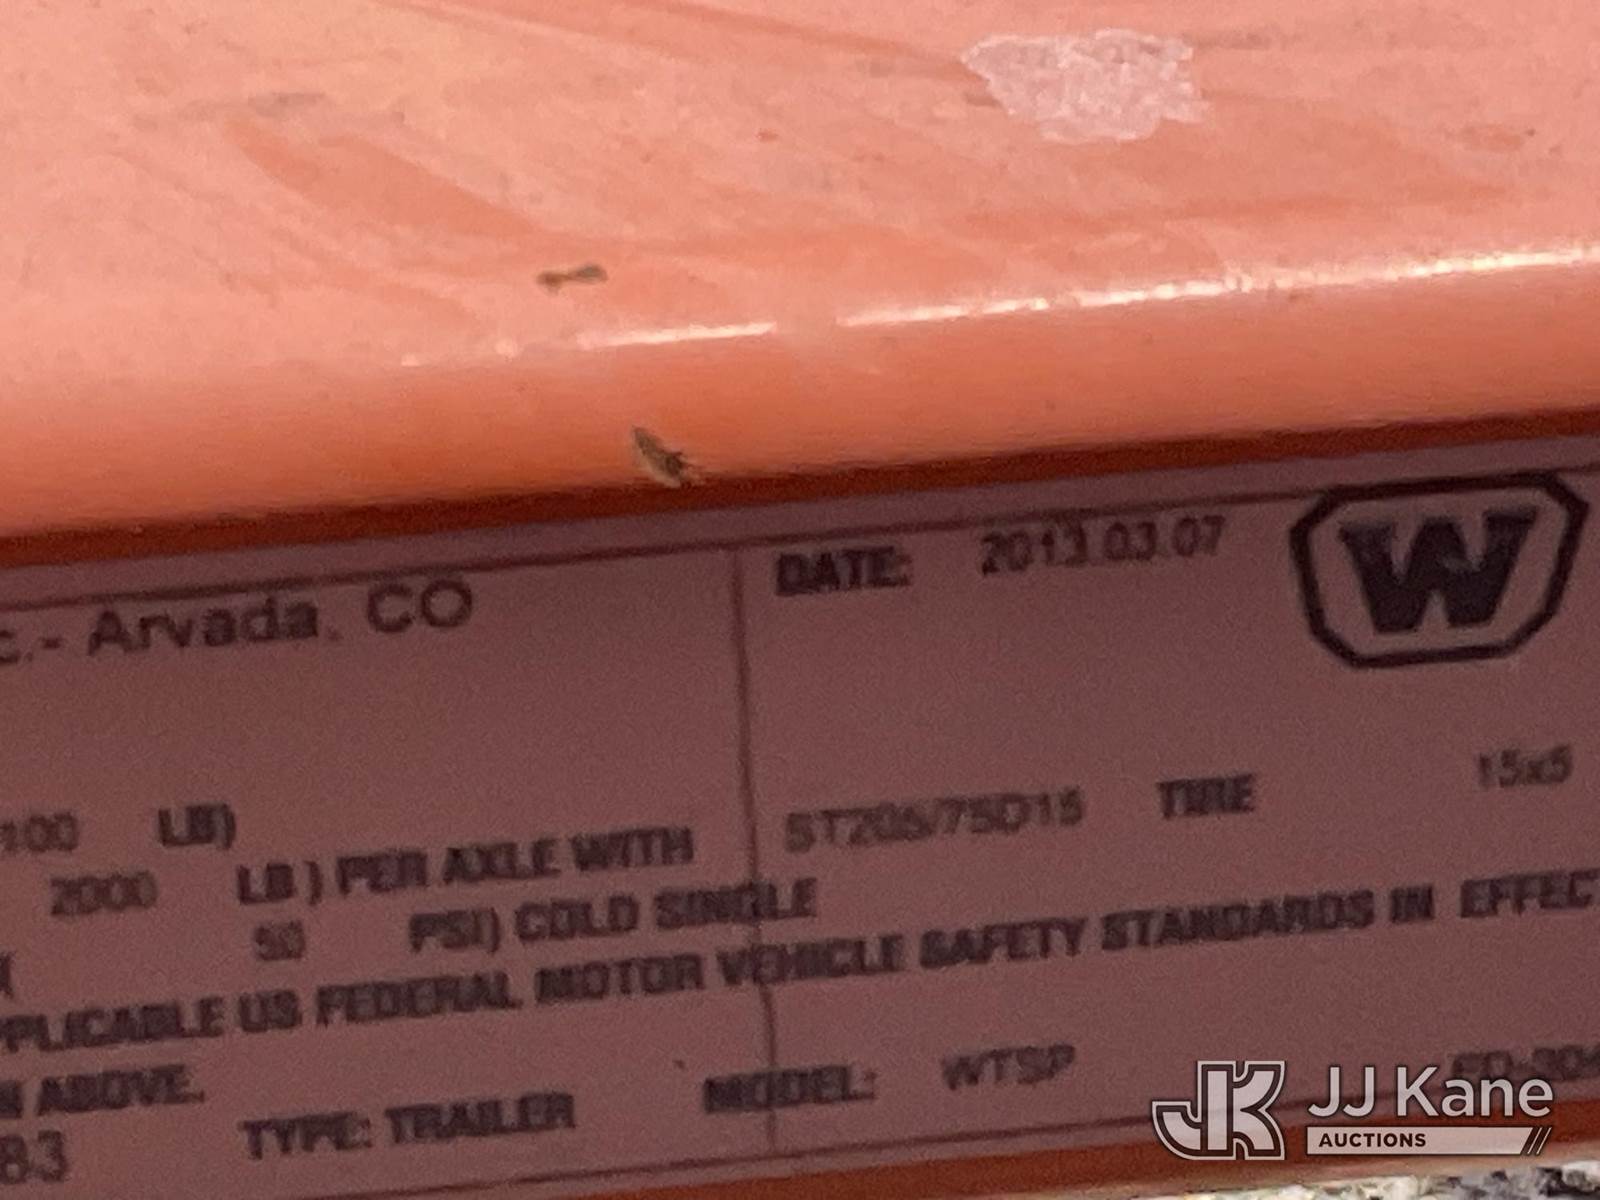 c.- Arvada, CO
DATE: 2013.03.07
W
100 LB)
2000 LB ) PER AXLE WITH
ST205/75D15 TIRE 15x5
50 PSI) COLD SINGLE
PPLICABLE US FEDERAL MOTOR VEHICLE SAFETY STANDARDS IN EFFECT
N ABOVE.
83 TYPE: TRAILER MODEL: WTSP
JK JJ Kane
AUCTIONS